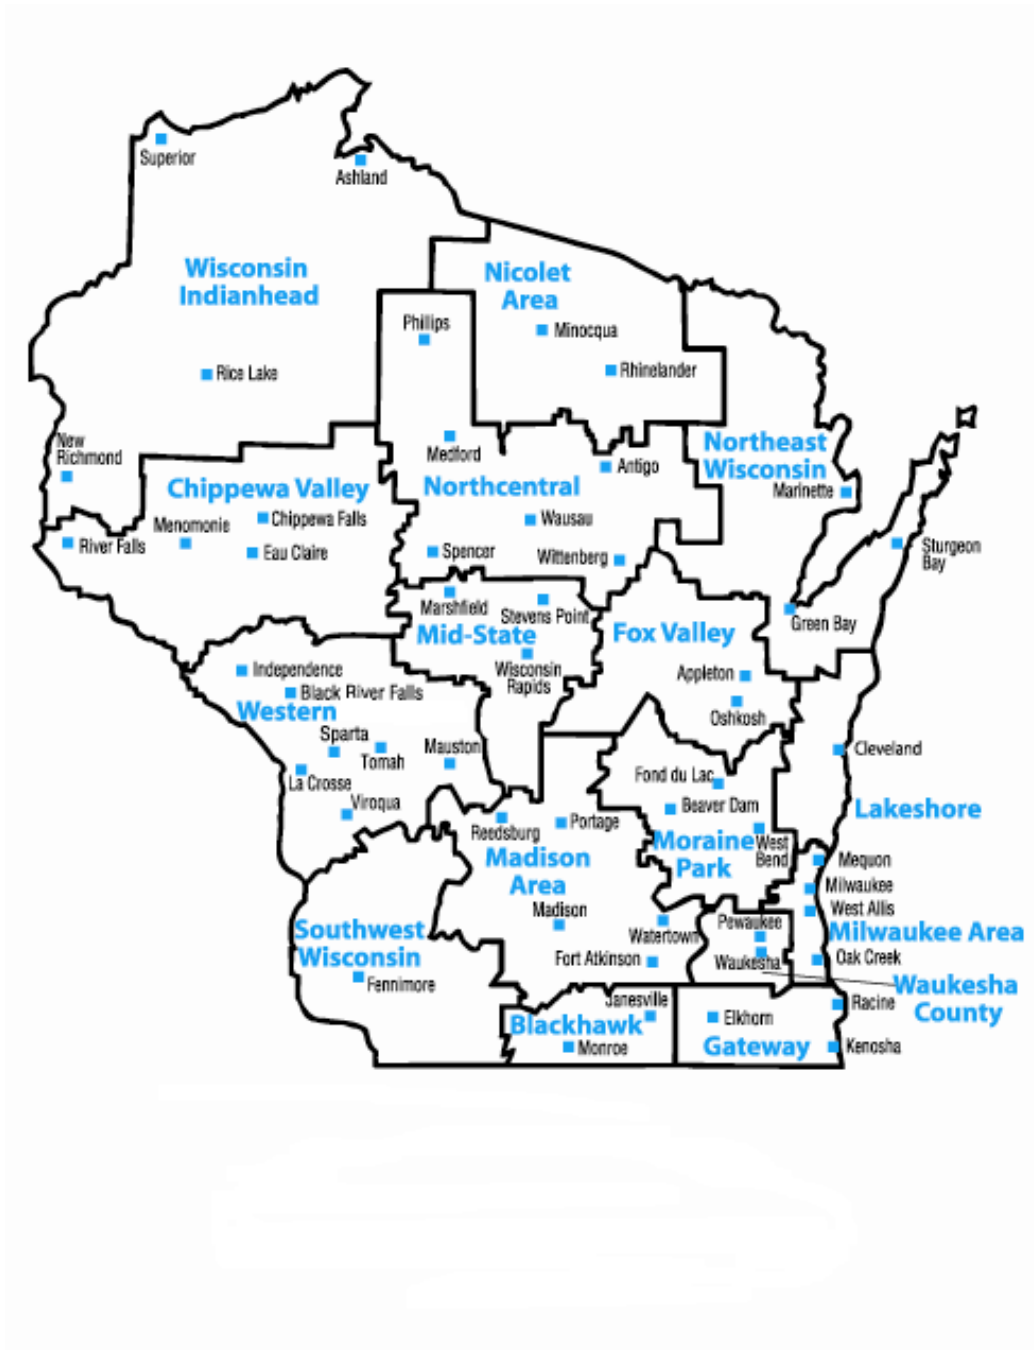 Superior
Ashland
Wisconsin
Indianhead
Nicolet
Area
Phillips
Minocqua
Rice Lake
Rhinelander
New
Richmond
Medford
Antigo
Northeast
Wisconsin
Marinette
Chippewa Valley
Northcentral
Menomonie
Chippewa Falls
Wausau
River Falls
Eau Claire
Spencer
Wittenberg
Sturgeon
Bay
Marshfield
Stevens Point
Green Bay
Mid-State
Fox Valley
Independence
Wisconsin
Rapids
Appleton
Black River Falls
Western
Oshkosh
Sparta
Tomah
Mauston
Cleveland
La Crosse
Fond du Lac
Viroqua
Beaver Dam
Lakeshore
Reedsburg
Portage
Moraine
Park
West
Bend
Madison
Area
Mequon
Milwaukee
West Allis
Madison
Pewaukee
Watertown
Milwaukee Area
Southwest
Wisconsin
Fort Atkinson
Waukesha
Oak Creek
Fennimore
Waukesha
County
Janesville
Racine
Blackhawk
Elkhorn
Monroe
Gateway
Kenosha